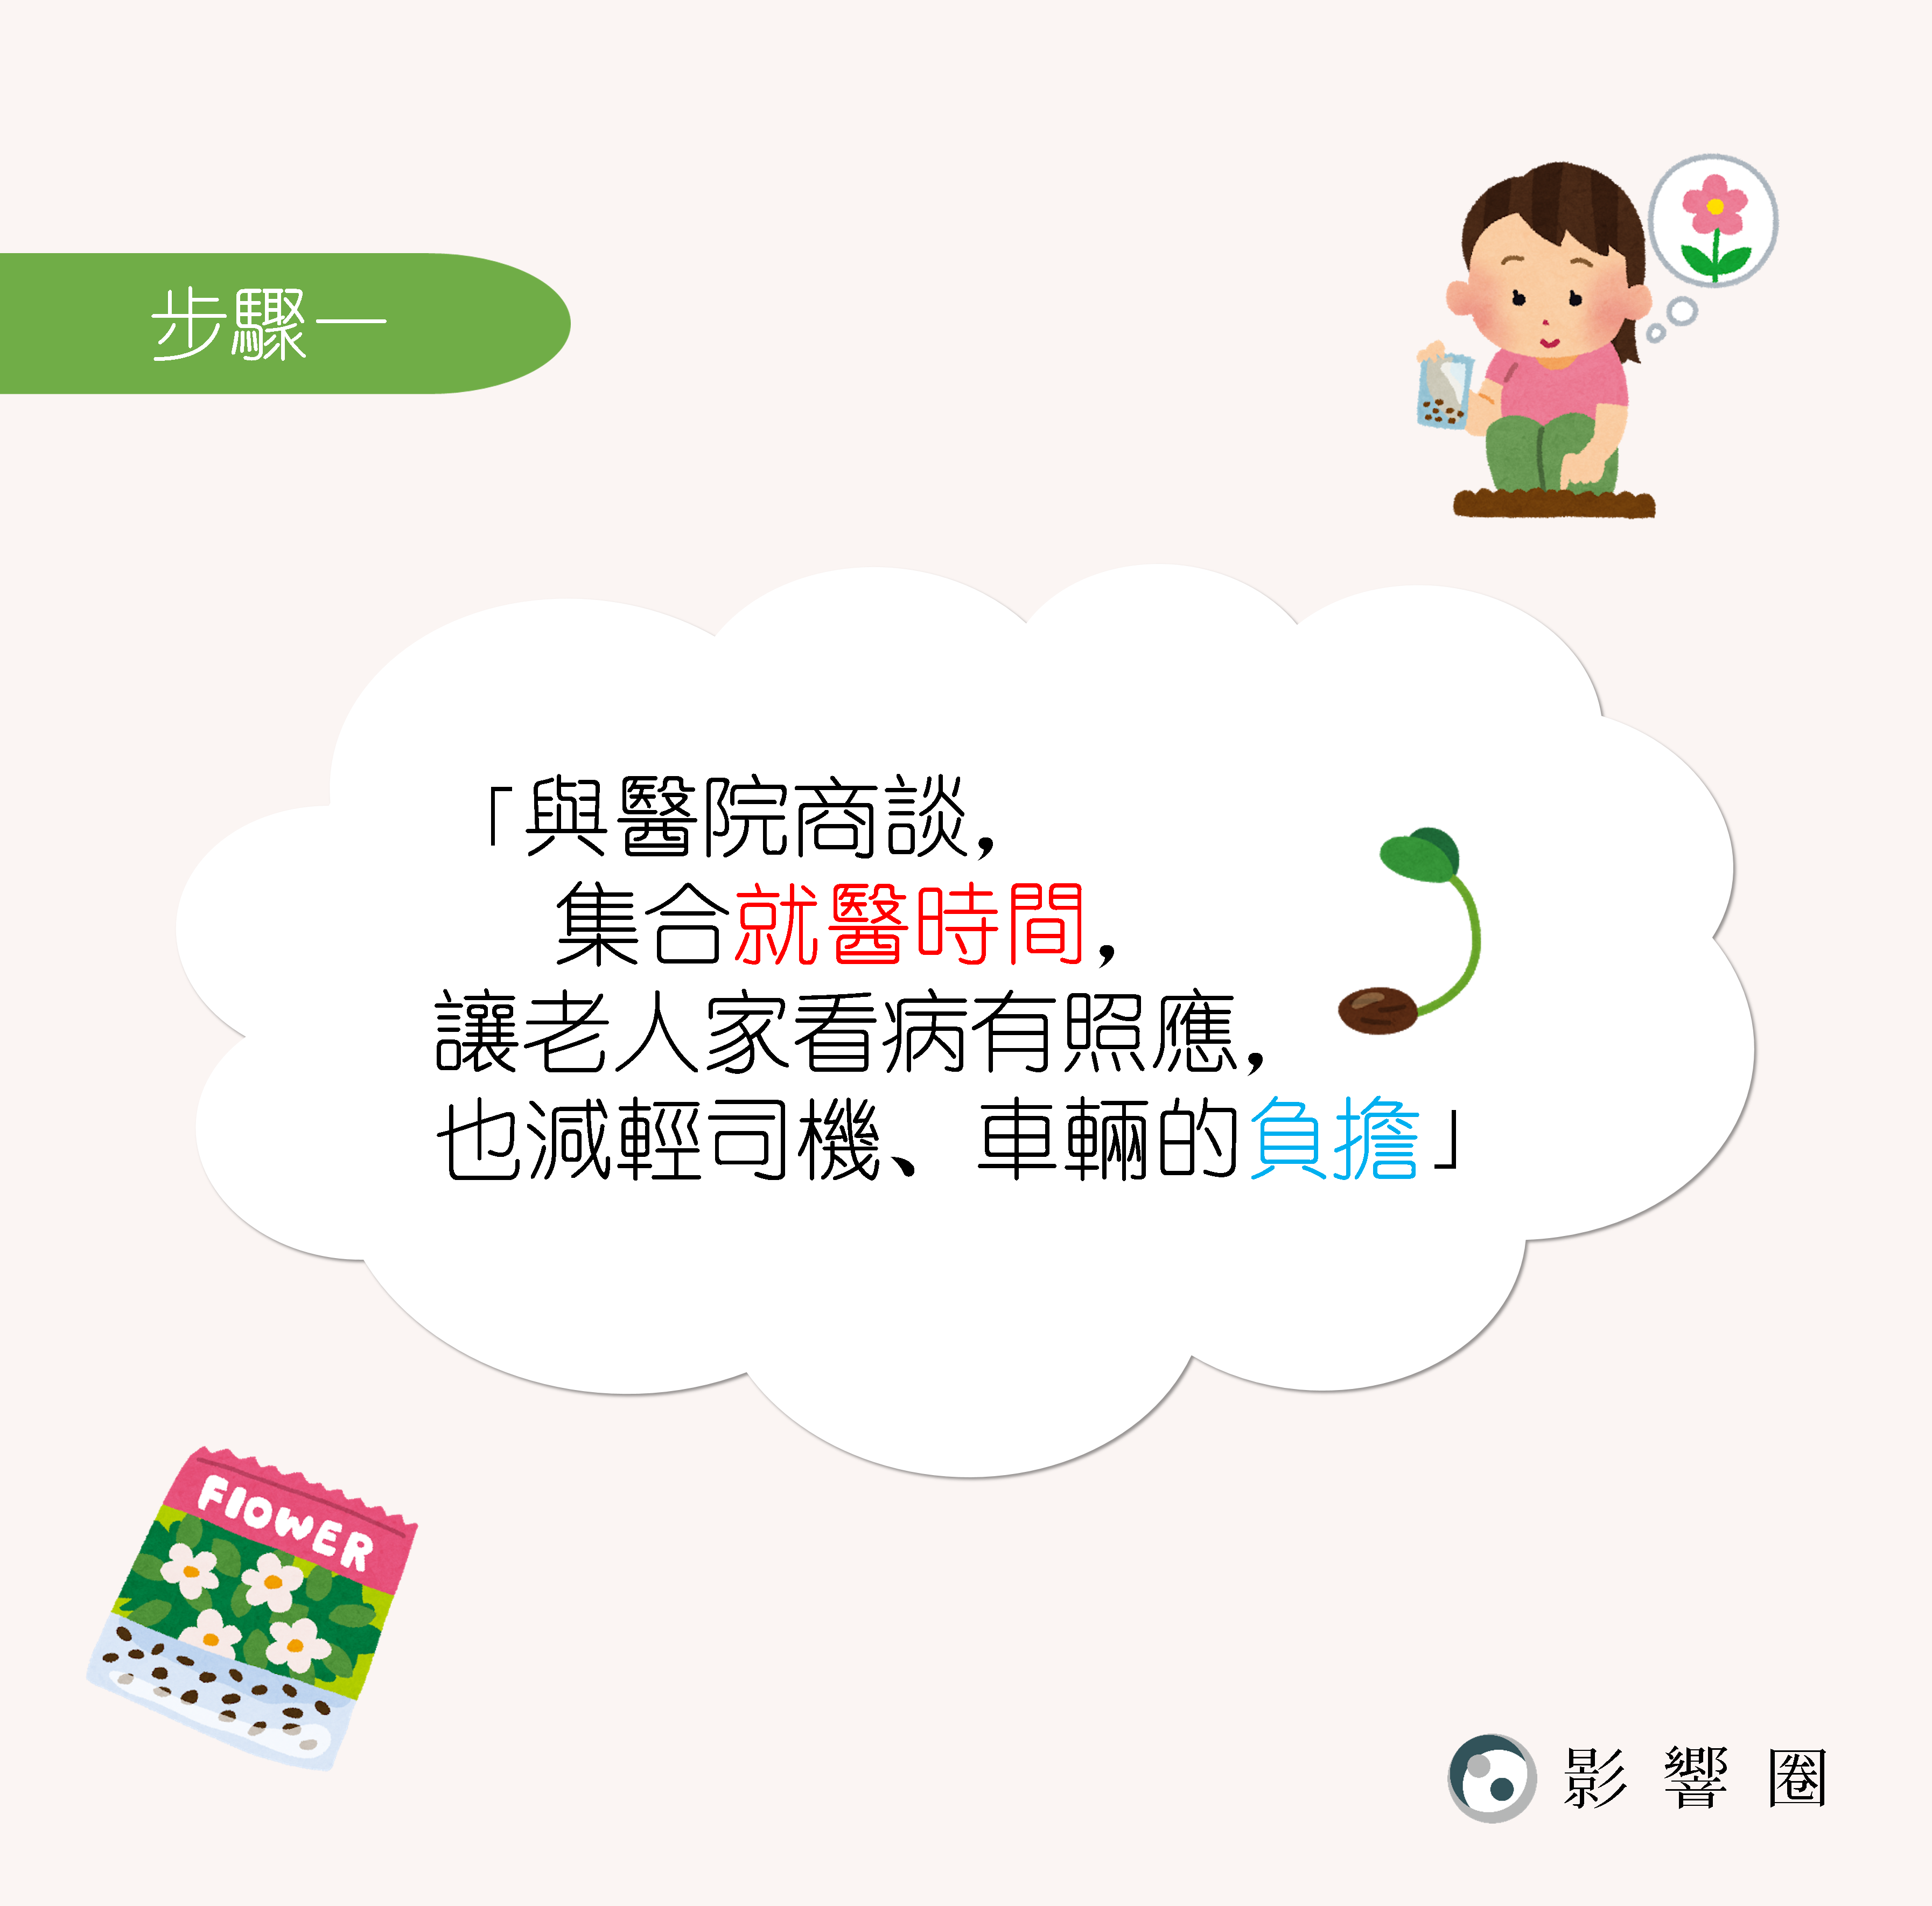 步驟一
「與醫院商談，
集合就醫時間，
讓老人家看病有照應，
也減輕司機、車輛的負擔」
FlOWER
影響圈